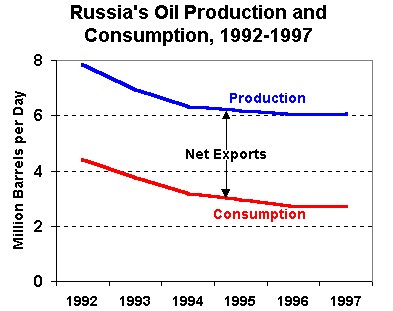 Russia's Oil Production and
Consumption, 1992-1997
Million Barrels per Day
8
6
4
2
0
Production
Net Exports
Consumption
1992 1993 1994 1995 1996 1997